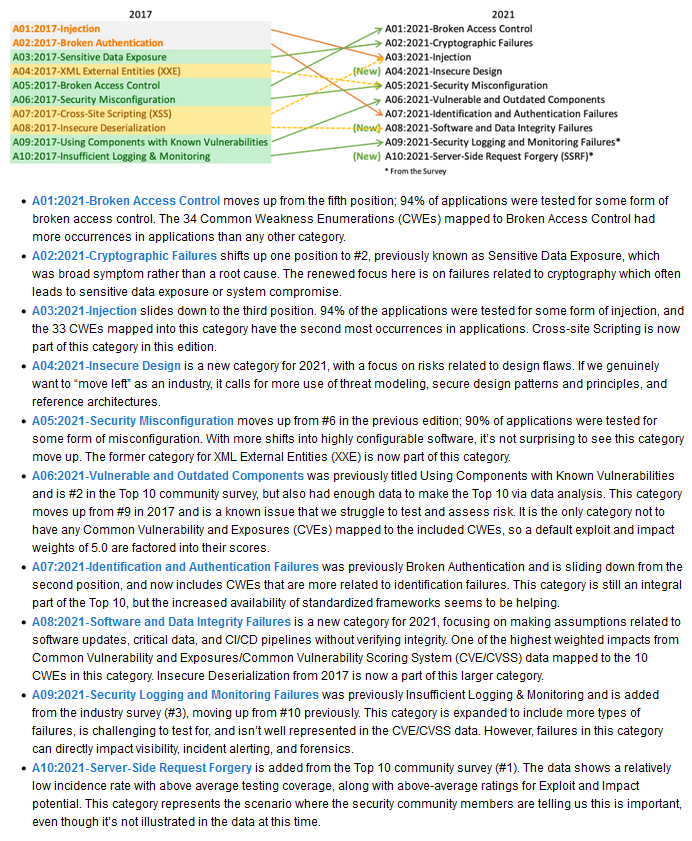 2017 2021
A01:2017-Injection A01:2021-Broken Access Control
A02:2017-Broken Authentication A02:2021-Cryptographic Failures
A03:2017-Sensitive Data Exposure A03:2021-Injection
A04:2017-XML External Entities (XXE) (New) A04:2021-Insecure Design
A05:2017-Broken Access Control A05:2021-Security Misconfiguration
A06:2017-Security Misconfiguration A06:2021-Vulnerable and Outdated Components
A07:2017-Cross-Site Scripting (XSS) A07:2021-Identification and Authentication Failures
A08:2017-Insecure Deserialization (New) A08:2021-Software and Data Integrity Failures
A09:2017-Using Components with Known Vulnerabilities A09:2021-Security Logging and Monitoring Failures*
A10:2017-Insufficient Logging & Monitoring (New) A10:2021-Server-Side Request Forgery (SSRF)*
* From the Survey
• A01:2021-Broken Access Control moves up from the fifth position; 94% of applications were tested for some form of
broken access control. The 34 Common Weakness Enumerations (CWEs) mapped to Broken Access Control had
more occurrences in applications than any other category.
• A02:2021-Cryptographic Failures shifts up one position to #2, previously known as Sensitive Data Exposure, which
was broad symptom rather than a root cause. The renewed focus here is on failures related to cryptography which often
leads to sensitive data exposure or system compromise.
• A03:2021-Injection slides down to the third position. 94% of the applications were tested for some form of injection, and
the 33 CWEs mapped into this category have the second most occurrences in applications. Cross-site Scripting is now
part of this category in this edition.
• A04:2021-Insecure Design is a new category for 2021, with a focus on risks related to design flaws. If we genuinely
want to “move left” as an industry, it calls for more use of threat modeling, secure design patterns and principles, and
reference architectures.
• A05:2021-Security Misconfiguration moves up from #6 in the previous edition; 90% of applications were tested for
some form of misconfiguration. With more shifts into highly configurable software, it’s not surprising to see this category
move up. The former category for XML External Entities (XXE) is now part of this category.
• A06:2021-Vulnerable and Outdated Components was previously titled Using Components with Known Vulnerabilities
and is #2 in the Top 10 community survey, but also had enough data to make the Top 10 via data analysis. This category
moves up from #9 in 2017 and is a known issue that we struggle to test and assess risk. It is the only category not to
have any Common Vulnerability and Exposures (CVEs) mapped to the included CWEs, so a default exploit and impact
weights of 5.0 are factored into their scores.
• A07:2021-Identification and Authentication Failures was previously Broken Authentication and is sliding down from the
second position, and now includes CWEs that are more related to identification failures. This category is still an integral
part of the Top 10, but the increased availability of standardized frameworks seems to be helping.
• A08:2021-Software and Data Integrity Failures is a new category for 2021, focusing on making assumptions related to
software updates, critical data, and CI/CD pipelines without verifying integrity. One of the highest weighted impacts from
Common Vulnerability and Exposures/Common Vulnerability Scoring System (CVE/CVSS) data mapped to the 10
CWEs in this category. Insecure Deserialization from 2017 is now a part of this larger category.
• A09:2021-Security Logging and Monitoring Failures was previously Insufficient Logging & Monitoring and is added
from the industry survey (#3), moving up from #10 previously. This category is expanded to include more types of
failures, is challenging to test for, and isn’t well represented in the CVE/CVSS data. However, failures in this category
can directly impact visibility, incident alerting, and forensics.
• A10:2021-Server-Side Request Forgery is added from the Top 10 community survey (#1). The data shows a relatively
low incidence rate with above average testing coverage, along with above-average ratings for Exploit and Impact
potential. This category represents the scenario where the security community members are telling us this is important,
even though it’s not illustrated in the data at this time.